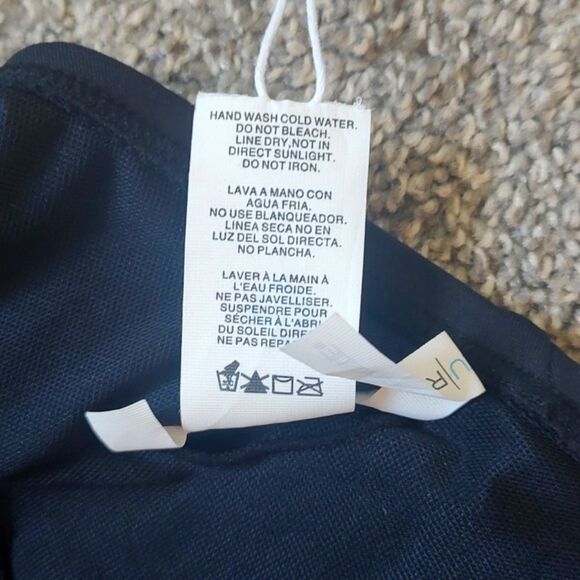 HAND WASH COLD WATER.
DO NOT BLEACH.
LINE DRY,NOT IN
DIRECT SUNLIGHT.
DO NOT IRON.
LAVA A MANO CON
AGUA FRIA.
NO USE BLANQUEADOR.
LINEA SECA NO EN
LUZ DEL SOL DIRECTA.
NO PLANCHA.
LAVER À LA MAIN À
L'EAU FROIDE.
NE PAS JAVELLISER.
SUSPENDRE POUR
SÉCHER À L'ABRI
DU SOLEIL
NE PAS